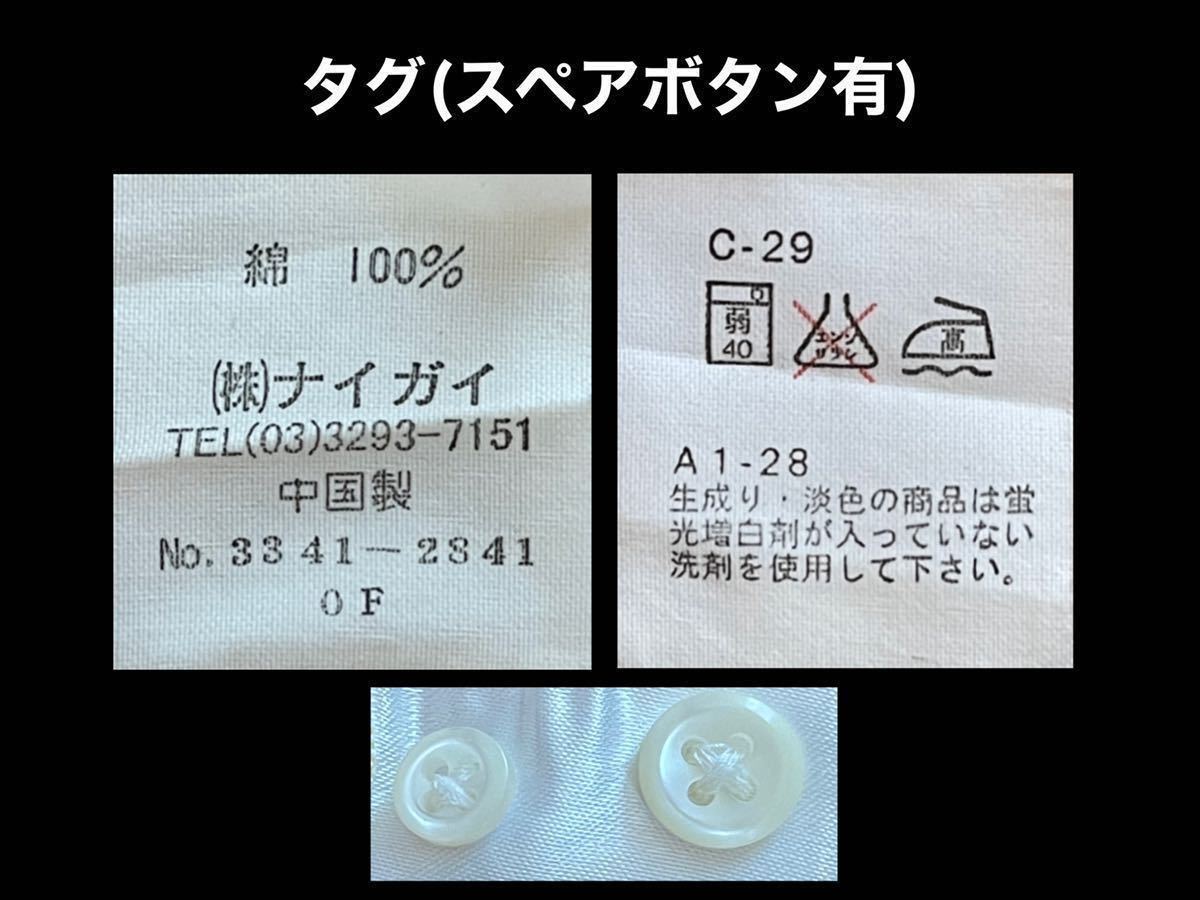 タグ(スペアボタン有)
綿 100%
(株)ナイガイ
TEL(03)3293-7151
中国製
No. 3341-2841
0 F
C-29
弱
40
エンソ
サラシ
高
A1-28
生成り・淡色の商品は蛍
光増白剤が入っていない
洗剤を使用して下さい。